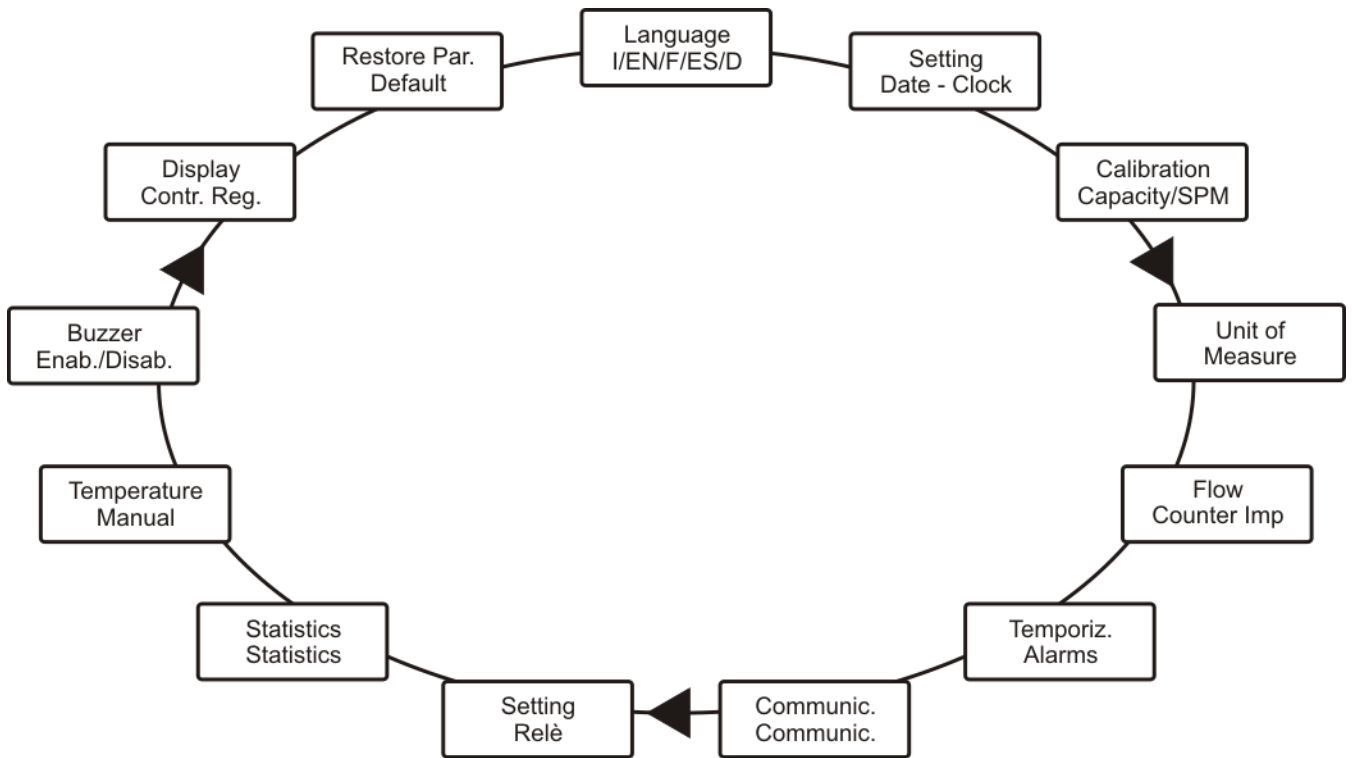 Language
I/EN/F/ES/D
Setting
Date - Clock
Calibration
Capacity/SPM
Unit of
Measure
Flow
Counter Imp
Temporiz.
Alarms
Communic.
Communic.
Setting
Relè
Statistics
Statistics
Temperature
Manual
Buzzer
Enab./Disab.
Display
Contr. Reg.
Restore Par.
Default